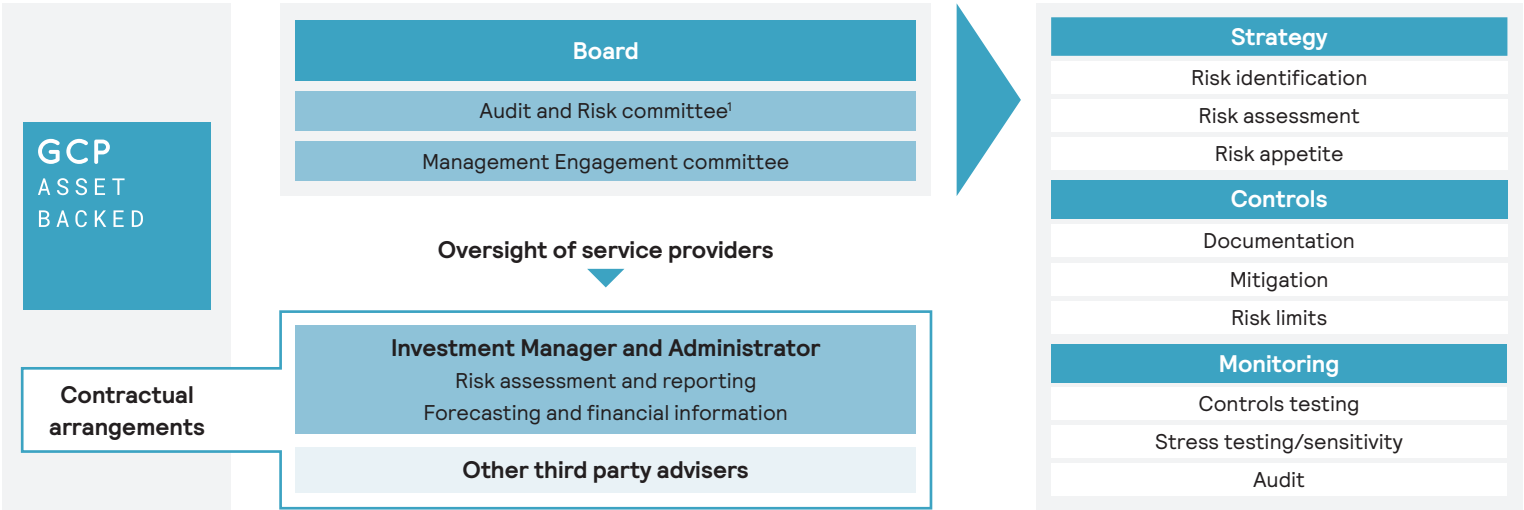 GCP
ASSET
BACKED
Contractual
arrangements
Board
Audit and Risk committee¹
Management Engagement committee
Oversight of service providers
Investment Manager and Administrator
Risk assessment and reporting
Forecasting and financial information
Other third party advisers
Strategy
Risk identification
Risk assessment
Risk appetite
Controls
Documentation
Mitigation
Risk limits
Monitoring
Controls testing
Stress testing/sensitivity
Audit